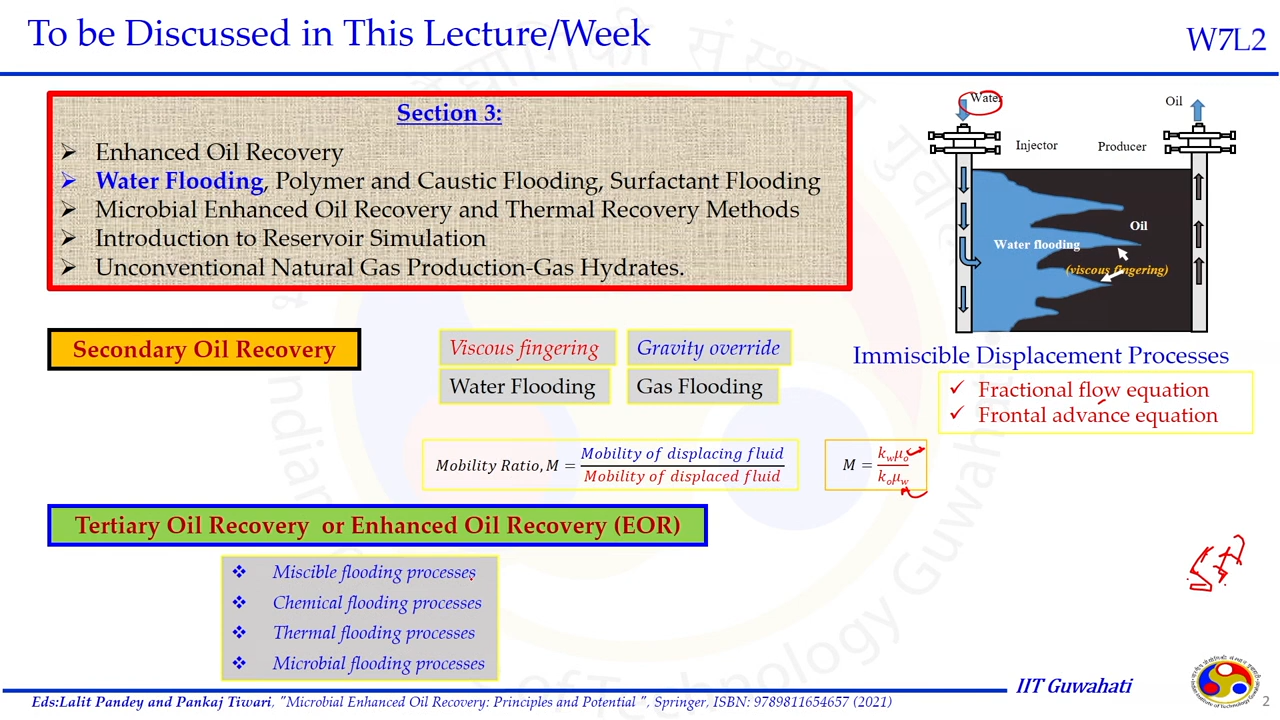 To be Discussed in This Lecture/Week
W7L2
Section 3:
➢ Enhanced Oil Recovery
➢ Water Flooding, Polymer and Caustic Flooding, Surfactant Flooding
➢ Microbial Enhanced Oil Recovery and Thermal Recovery Methods
➢ Introduction to Reservoir Simulation
➢ Unconventional Natural Gas Production-Gas Hydrates.
Water
Oil
Injector
Producer
Oil
Water flooding
(viscous fingering)
Secondary Oil Recovery
Viscous fingering
Gravity override
Water Flooding
Gas Flooding
Immiscible Displacement Processes
✓ Fractional flow equation
✓ Frontal advance equation
Mobility Ratio, M = Mobility of displacing fluid / Mobility of displaced fluid
M = k_w μ_o / k_o μ_w
Tertiary Oil Recovery or Enhanced Oil Recovery (EOR)
❖ Miscible flooding processes
❖ Chemical flooding processes
❖ Thermal flooding processes
❖ Microbial flooding processes
IIT Guwahati
Eds:Lalit Pandey and Pankaj Tiwari, "Microbial Enhanced Oil Recovery: Principles and Potential ", Springer, ISBN: 9789811654657 (2021)
2